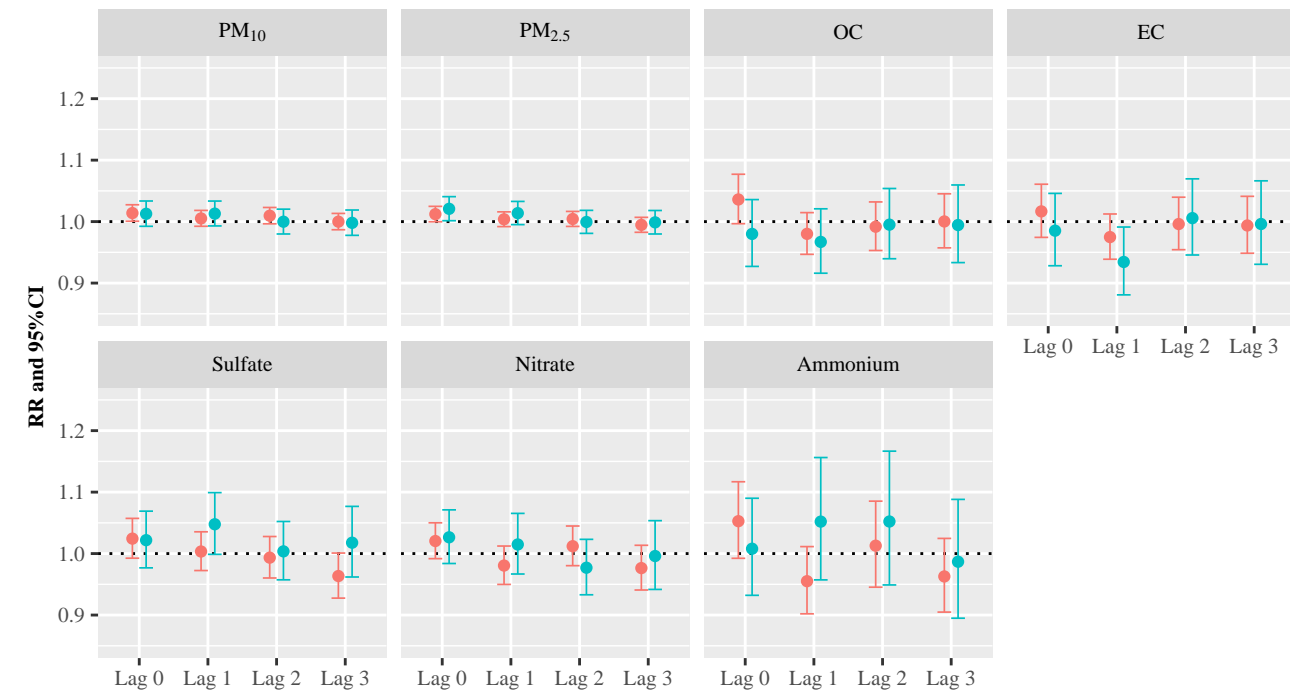 PM10 PM2.5 OC EC
1.2
1.1
1.0
0.9
Lag 0 Lag 1 Lag 2 Lag 3
RR and 95%CI
Sulfate Nitrate Ammonium
1.2
1.1
1.0
0.9
Lag 0 Lag 1 Lag 2 Lag 3 Lag 0 Lag 1 Lag 2 Lag 3 Lag 0 Lag 1 Lag 2 Lag 3